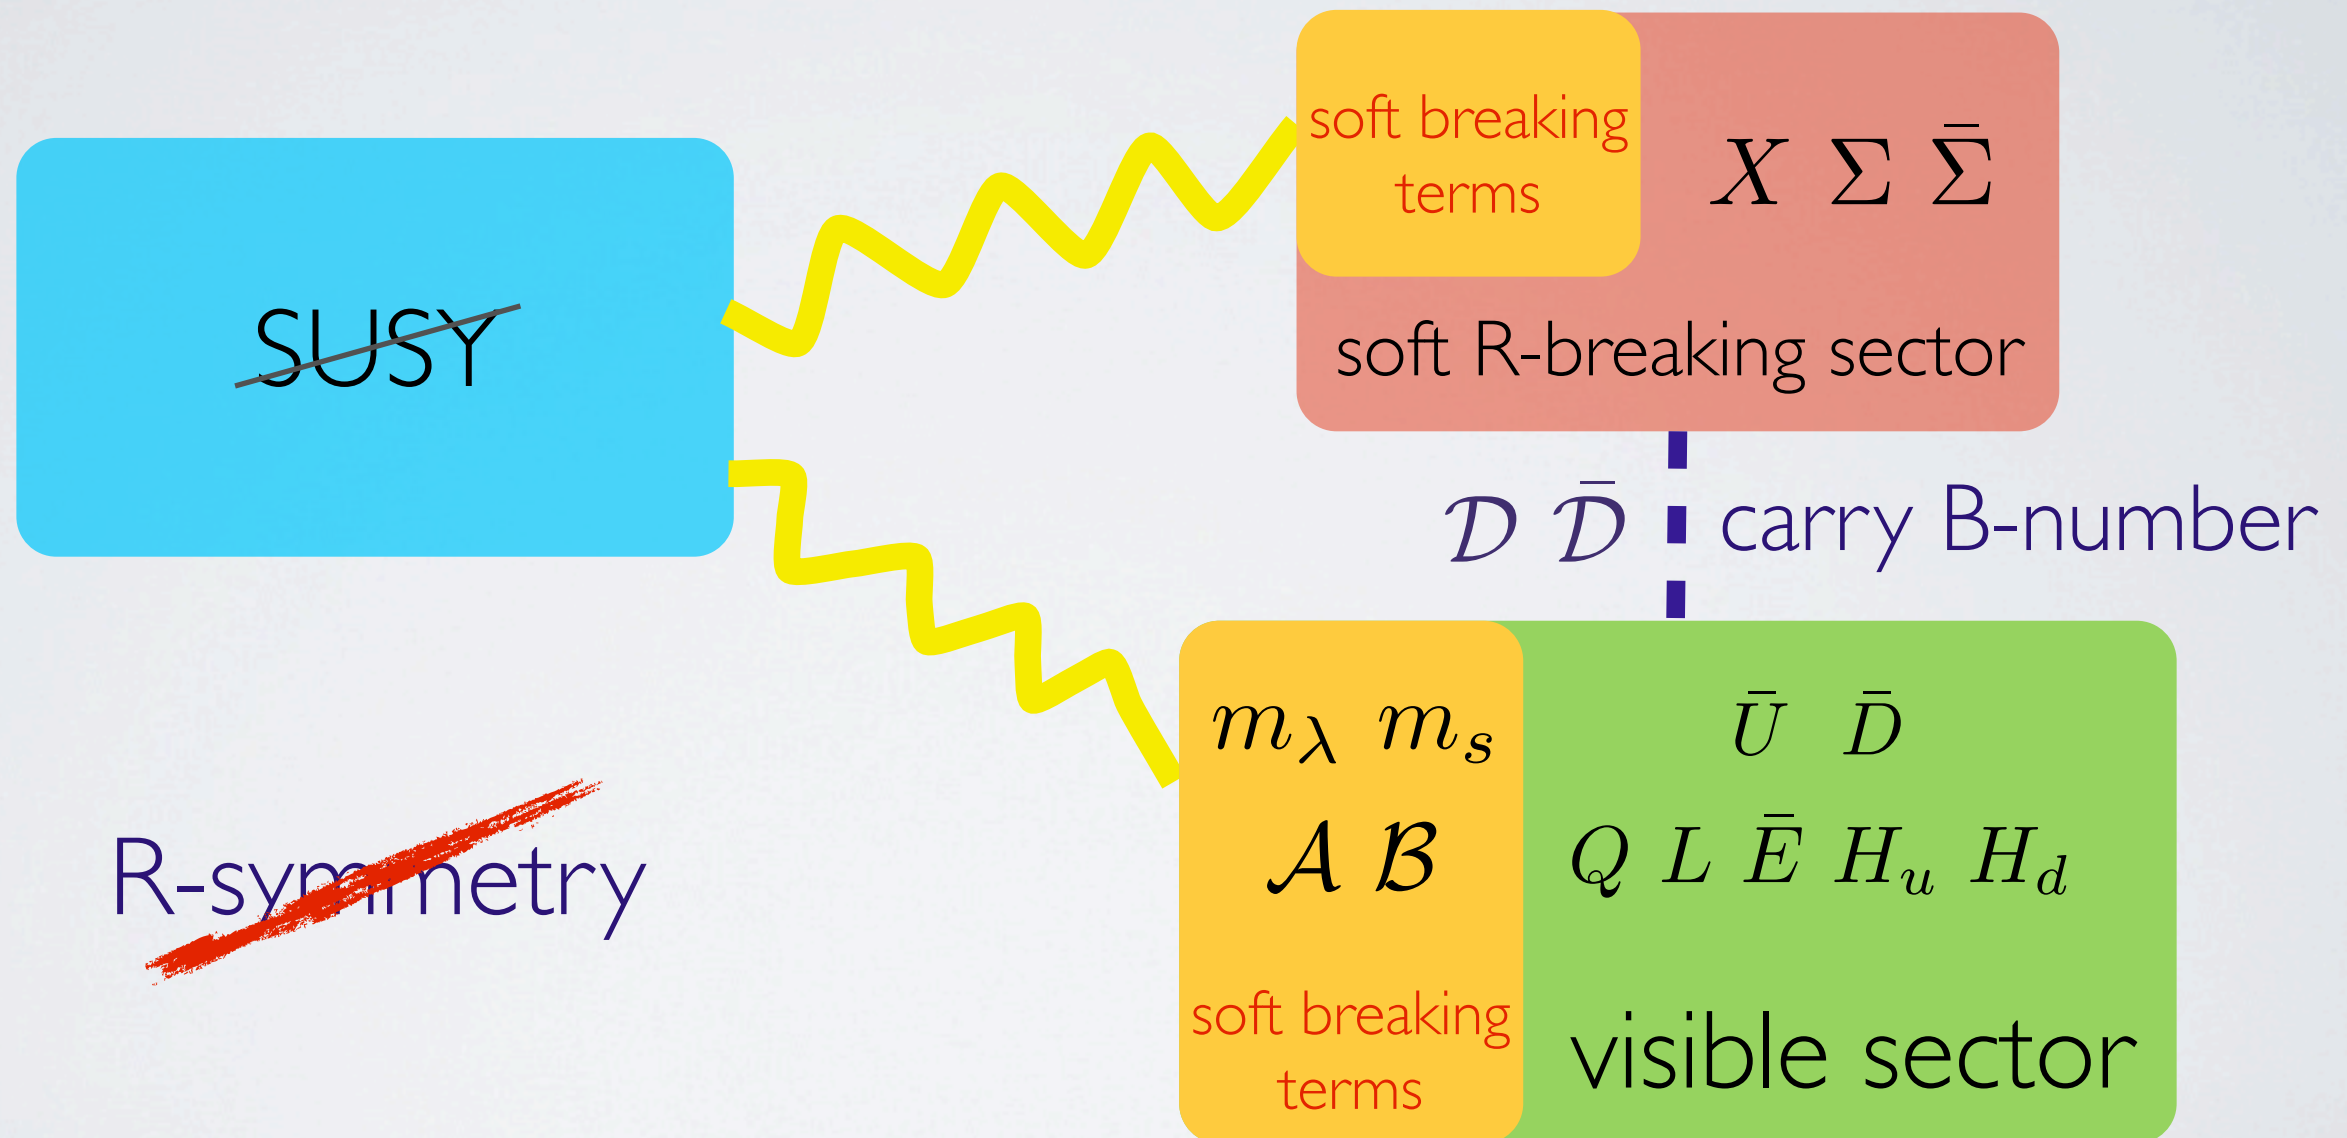 SUSY
soft breaking
terms
X Σ Σ̄
soft R-breaking sector
𝒟 𝒟̄ carry B-number
R-symmetry
m_λ m_s
𝒜 ℬ
soft breaking
terms
Ū D̄
Q L Ē H_u H_d
visible sector